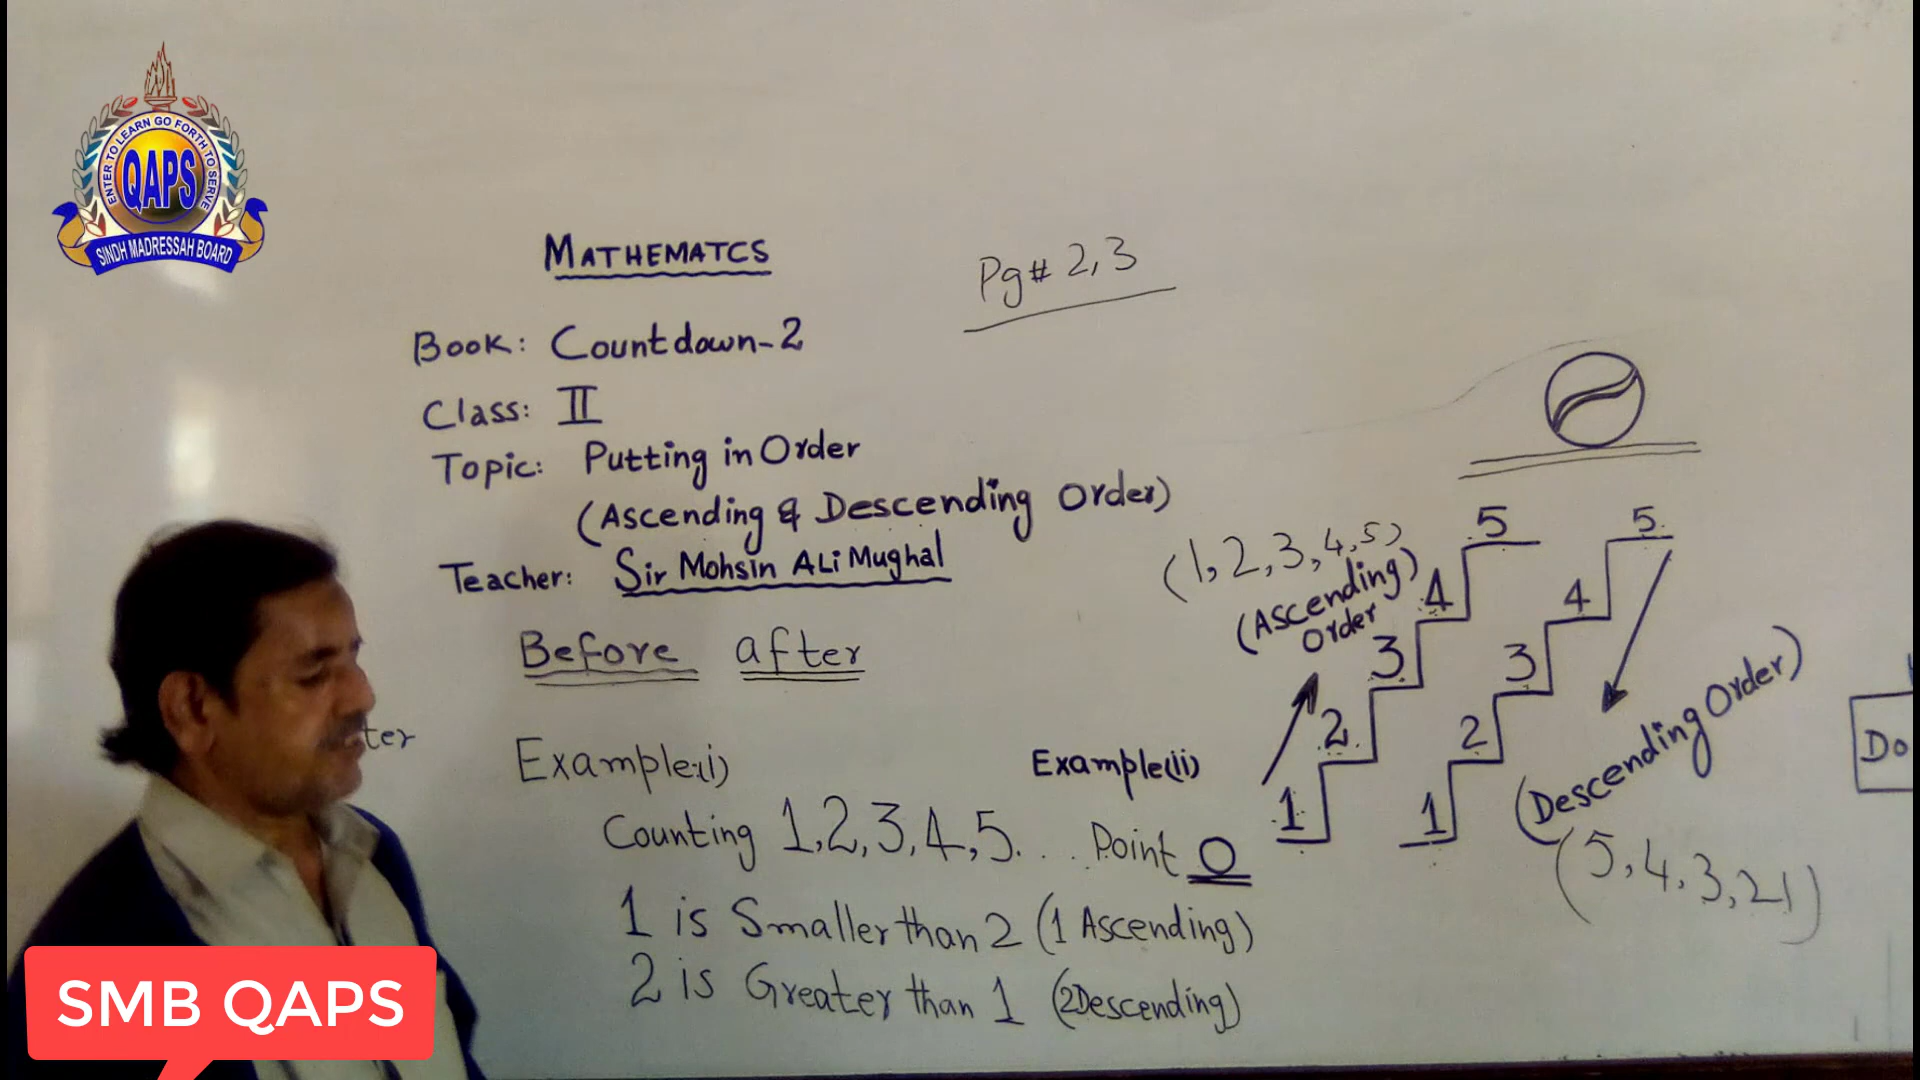 ENTER TO LEARN GO FORTH TO SERVE
QAPS
SINDH MADRESSAH BOARD
MATHEMATCS
Pg# 2,3
Book: Countdown-2
Class: II
Topic: Putting in Order
(Ascending & Descending Order)
Teacher: Sir Mohsin ALi Mughal
Before after
ter
Example:(i)
Counting 1,2,3,4,5... Point 0
1 is Smaller than 2 (1 Ascending)
2 is Greater than 1 (2Descending)
Example(ii)
(1,2,3,4,5)
(Ascending)
Order
5
4
3
2
1
5
4
3
2
1
(Descending Order)
(5,4,3,21)
Do
SMB QAPS